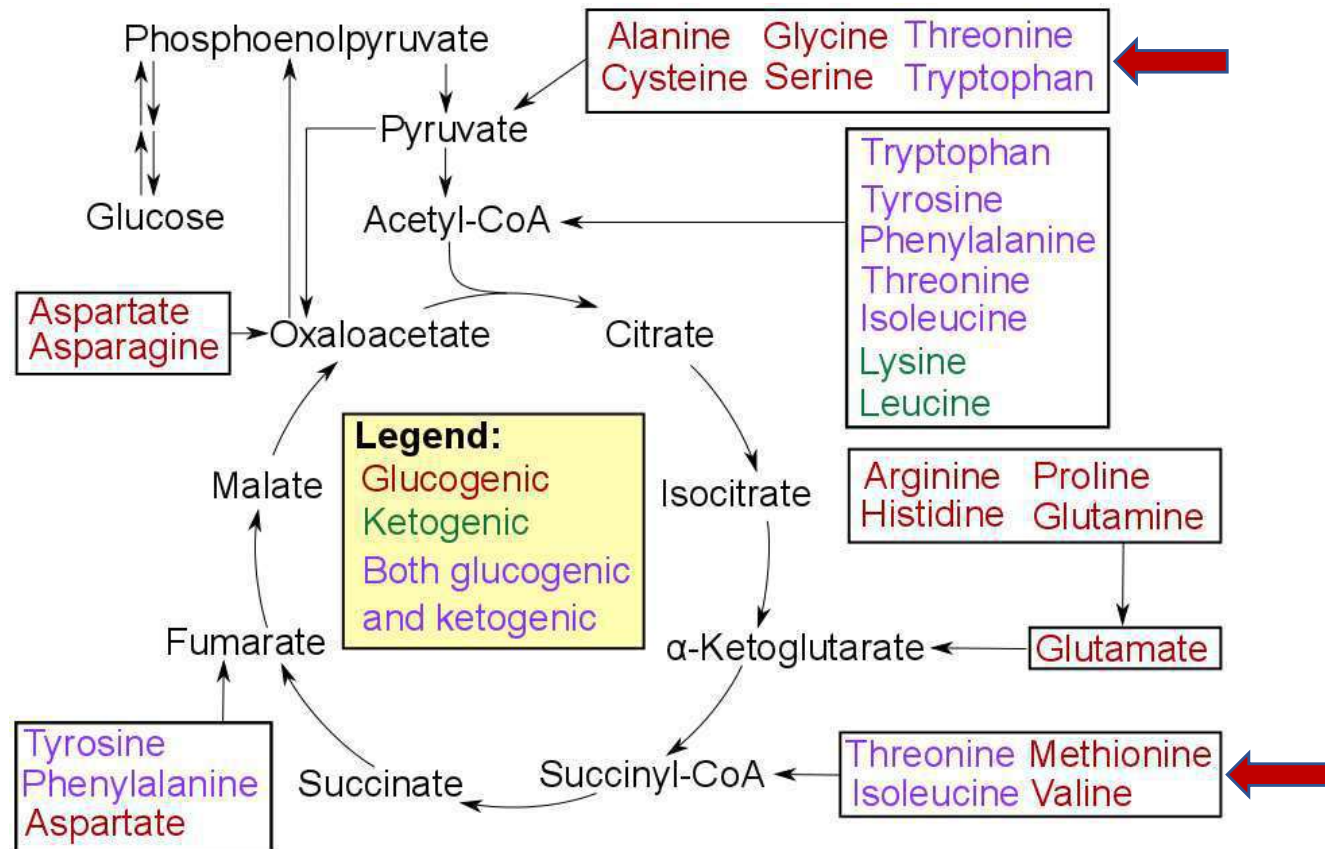 Phosphoenolpyruvate
Alanine Glycine Threonine
Cysteine Serine Tryptophan
Pyruvate
Tryptophan
Tyrosine
Phenylalanine
Threonine
Isoleucine
Lysine
Leucine
Glucose
Acetyl-CoA
Aspartate
Asparagine
Oxaloacetate
Citrate
Legend:
Glucogenic
Ketogenic
Both glucogenic
and ketogenic
Malate
Isocitrate
Arginine Proline
Histidine Glutamine
Fumarate
α-Ketoglutarate
Glutamate
Tyrosine
Phenylalanine
Aspartate
Succinate
Succinyl-CoA
Threonine Methionine
Isoleucine Valine